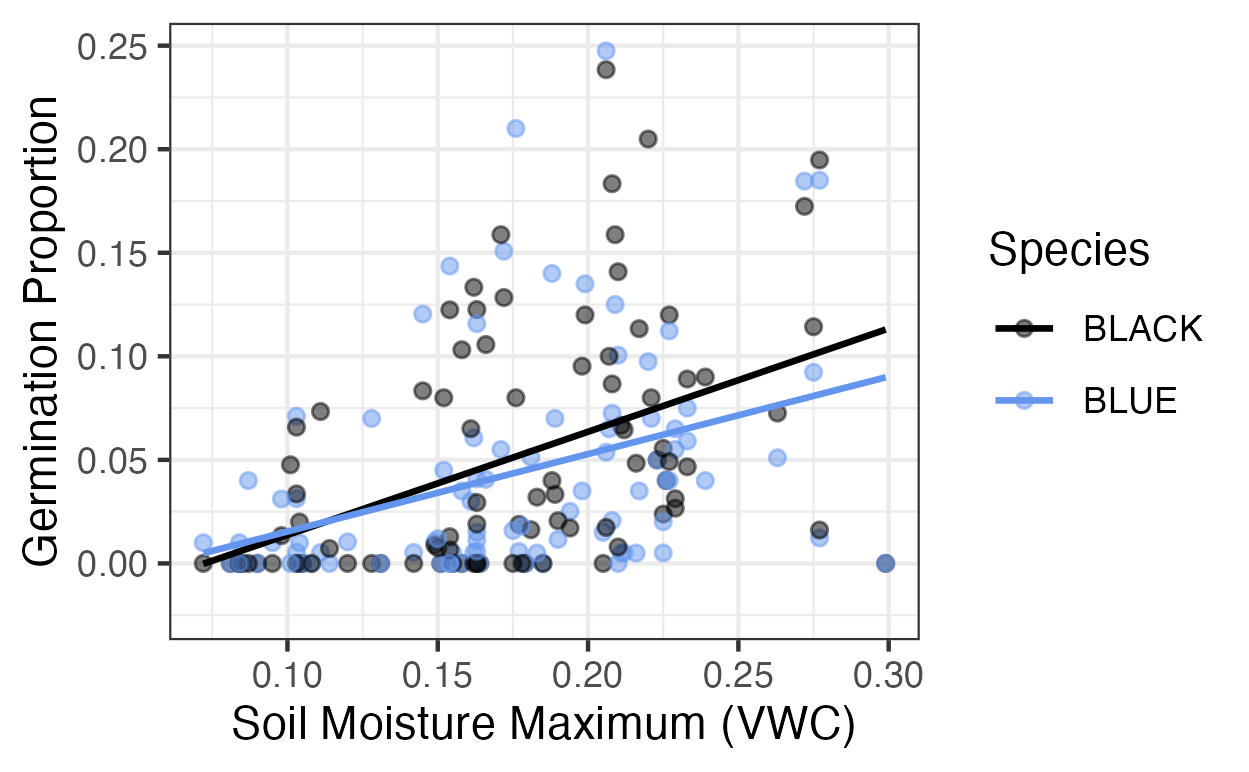 0.25
0.20
0.15
0.10
0.05
0.00
Germination Proportion
0.10 0.15 0.20 0.25 0.30
Soil Moisture Maximum (VWC)
Species
BLACK
BLUE